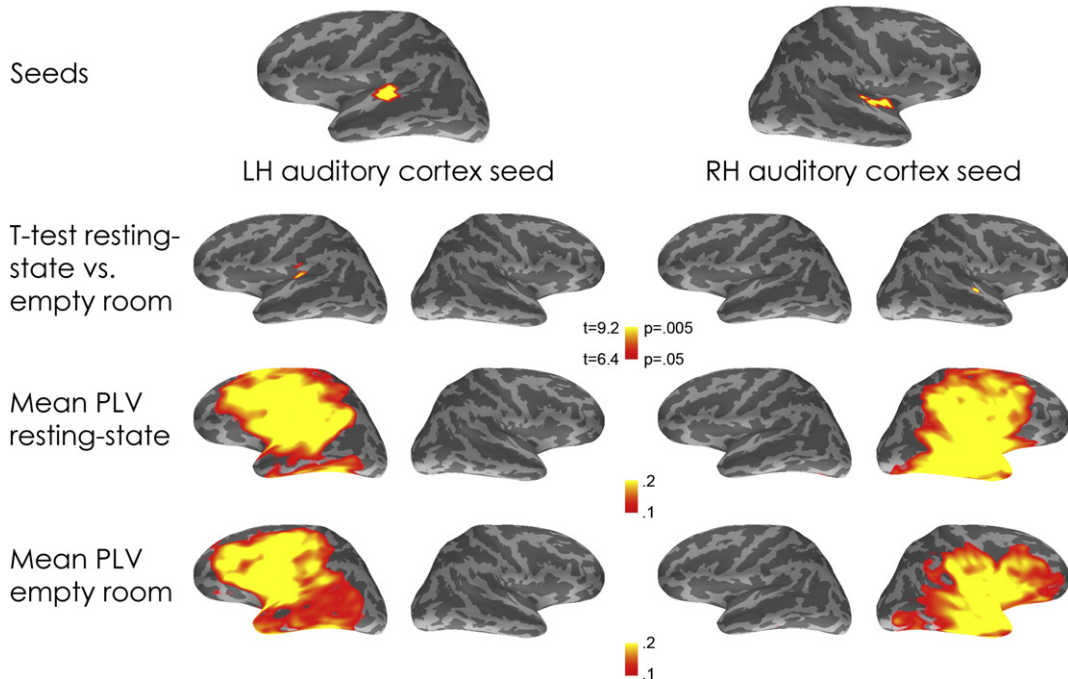 Seeds
LH auditory cortex seed
RH auditory cortex seed
T-test resting-
state vs.
empty room
t=9.2 p=.005
t=6.4 p=.05
Mean PLV
resting-state
.2
.1
Mean PLV
empty room
.2
.1